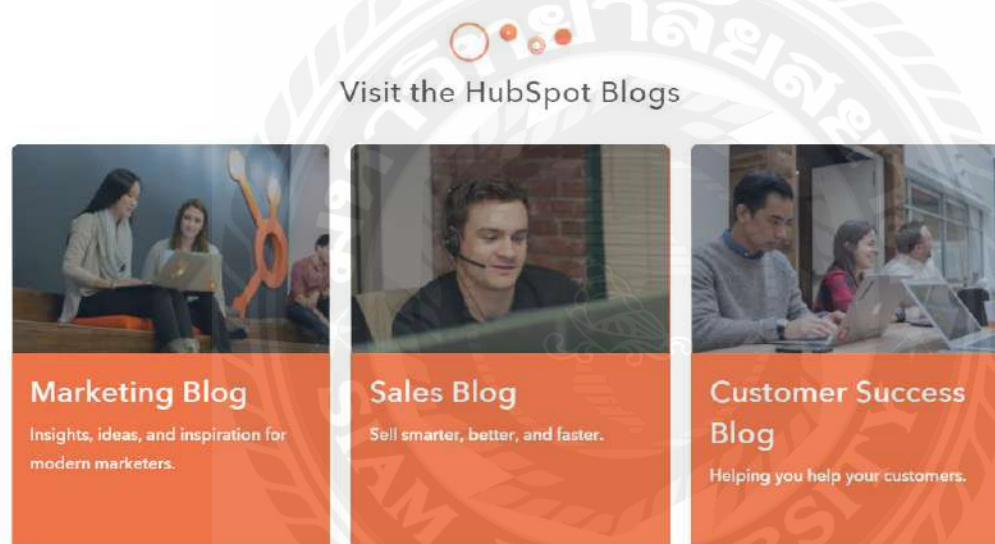 Visit the HubSpot Blogs
Marketing Blog
Insights, ideas, and inspiration for
modern marketers.
Sales Blog
Sell smarter, better, and faster.
Customer Success
Blog
Helping you help your customers.
SIAM